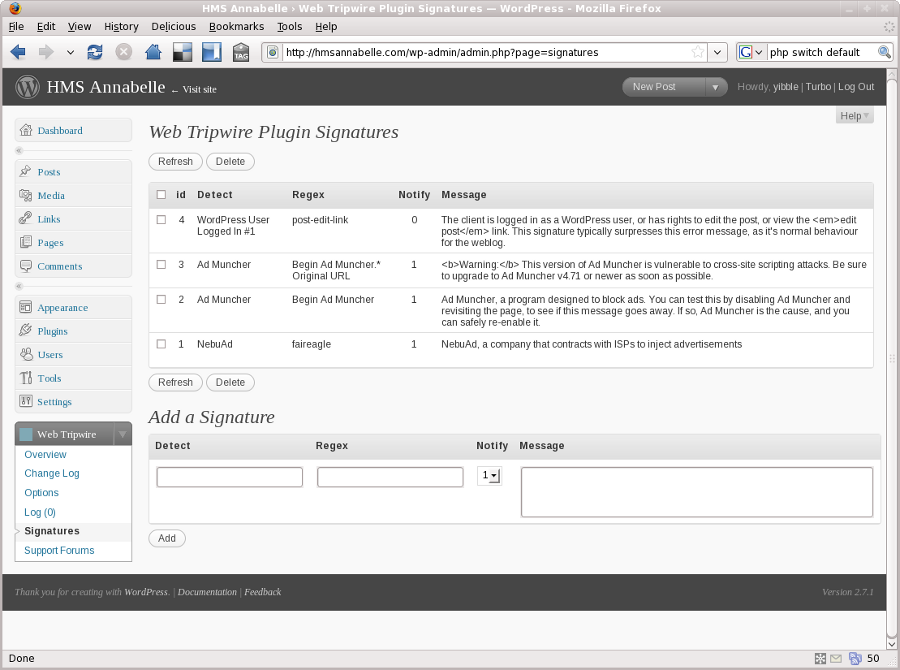 HMS Annabelle › Web Tripwire Plugin Signatures — WordPress - Mozilla Firefox
File Edit View History Delicious Bookmarks Tools Help
TAG http://hmsannabelle.com/wp-admin/admin.php?page=signatures G php switch default
HMS Annabelle ← Visit site New Post Howdy, yibble | Turbo | Log Out
Help
Dashboard
Posts
Media
Links
Pages
Comments
Appearance
Plugins
Users
Tools
Settings
Web Tripwire
Overview
Change Log
Options
Log (0)
Signatures
Support Forums
Web Tripwire Plugin Signatures
Refresh Delete
id Detect Regex Notify Message
4 WordPress User post-edit-link 0 The client is logged in as a WordPress user, or has rights to edit the post, or view the <em>edit
Logged In #1 post</em> link. This signature typically surpresses this error message, as it's normal behaviour
for the weblog.
3 Ad Muncher Begin Ad Muncher.* 1 <b>Warning:</b> This version of Ad Muncher is vulnerable to cross-site scripting attacks. Be sure
Original URL to upgrade to Ad Muncher v4.71 or newer as soon as possible.
2 Ad Muncher Begin Ad Muncher 1 Ad Muncher, a program designed to block ads. You can test this by disabling Ad Muncher and
revisiting the page, to see if this message goes away. If so, Ad Muncher is the cause, and you
can safely re-enable it.
1 NebuAd faireagle 1 NebuAd, a company that contracts with ISPs to inject advertisements
Refresh Delete
Add a Signature
Detect Regex Notify Message
1
Add
Thank you for creating with WordPress. | Documentation | Feedback Version 2.7.1
Done 50